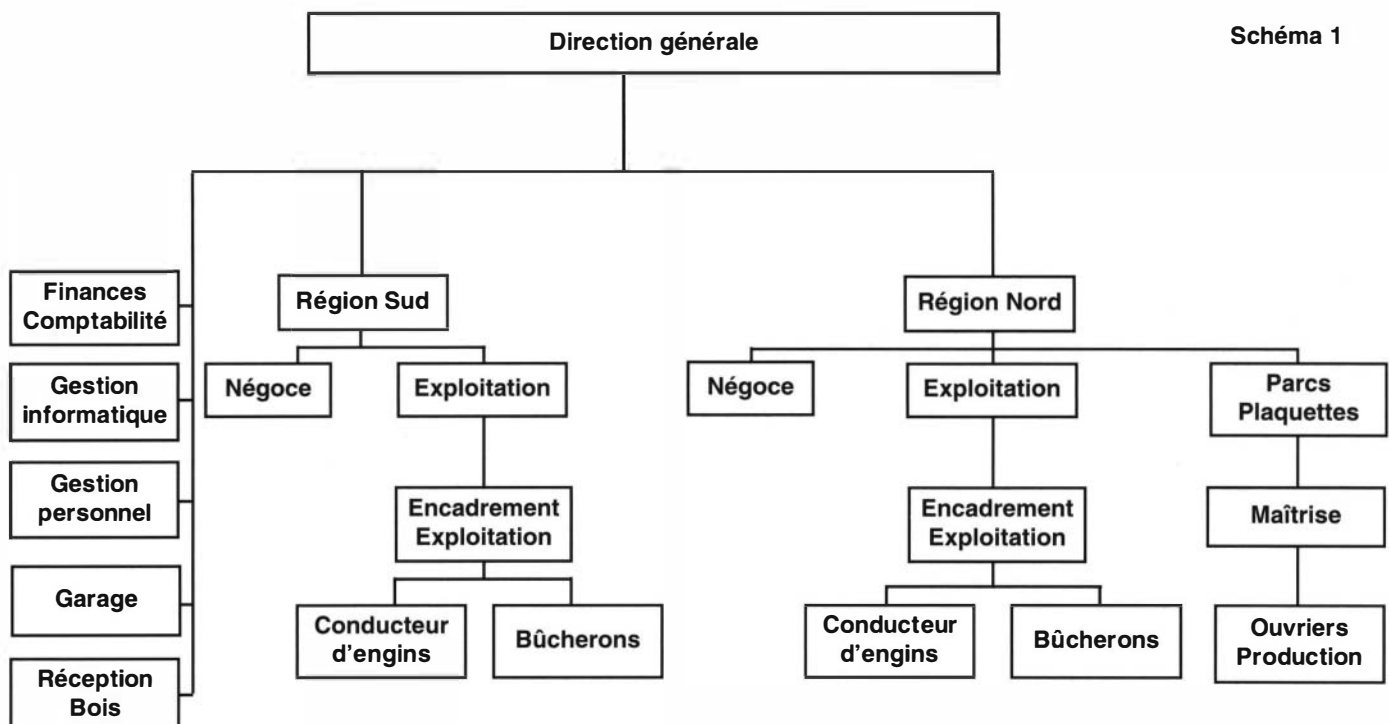 Direction générale
Schéma 1
Finances
Comptabilité
Gestion
informatique
Gestion
personnel
Garage
Réception
Bois
Région Sud
Négoce
Exploitation
Encadrement
Exploitation
Conducteur
d'engins
Bûcherons
Région Nord
Négoce
Exploitation
Parcs
Plaquettes
Encadrement
Exploitation
Maîtrise
Conducteur
d'engins
Bûcherons
Ouvriers
Production